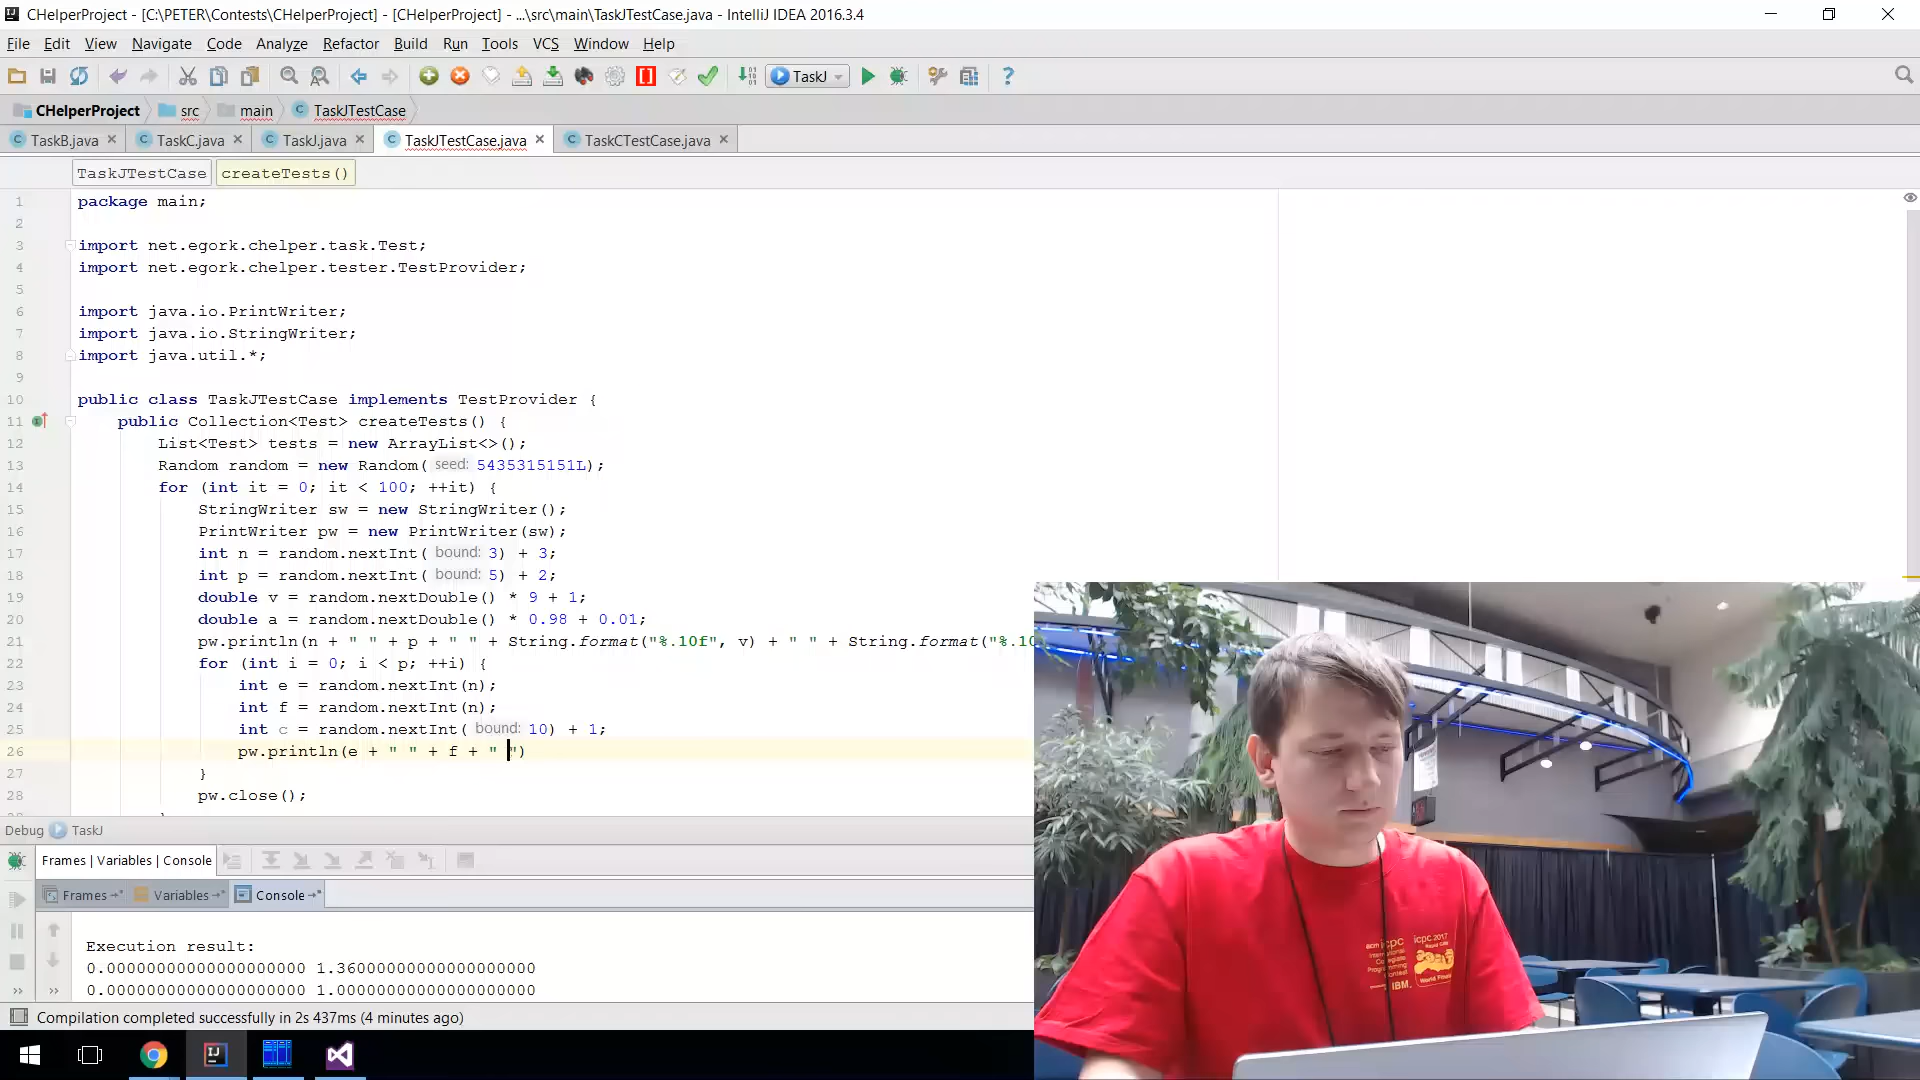 CHelperProject - [C:\PETER\Contests\CHelperProject] - [CHelperProject] - ...\src\main\TaskJTestCase.java - IntelliJ IDEA 2016.3.4
File Edit View Navigate Code Analyze Refactor Build Run Tools VCS Window Help
TaskJ
CHelperProject src main TaskJTestCase
TaskB.java TaskC.java TaskJ.java TaskJTestCase.java TaskCTestCase.java
TaskJTestCase createTests()
1 package main;
2
3 import net.egork.chelper.task.Test;
4 import net.egork.chelper.tester.TestProvider;
5
6 import java.io.PrintWriter;
7 import java.io.StringWriter;
8 import java.util.*;
9
10 public class TaskJTestCase implements TestProvider {
11 public Collection<Test> createTests() {
12 List<Test> tests = new ArrayList<>();
13 Random random = new Random( seed: 5435315151L);
14 for (int it = 0; it < 100; ++it) {
15 StringWriter sw = new StringWriter();
16 PrintWriter pw = new PrintWriter(sw);
17 int n = random.nextInt( bound: 3) + 3;
18 int p = random.nextInt( bound: 5) + 2;
19 double v = random.nextDouble() * 9 + 1;
20 double a = random.nextDouble() * 0.98 + 0.01;
21 pw.println(n + " " + p + " " + String.format("%.10f", v) + " " + String.format("%.10
22 for (int i = 0; i < p; ++i) {
23 int e = random.nextInt(n);
24 int f = random.nextInt(n);
25 int c = random.nextInt( bound: 10) + 1;
26 pw.println(e + " " + f + " ")
27 }
28 pw.close();
Debug TaskJ
Frames | Variables | Console
Frames Variables Console
Execution result:
0.00000000000000000000 1.36000000000000000000
0.00000000000000000000 1.00000000000000000000
Compilation completed successfully in 2s 437ms (4 minutes ago)
acm icpc
International
Collegiate
Programming
Contest
IBM.
icpc 2017
World Finals